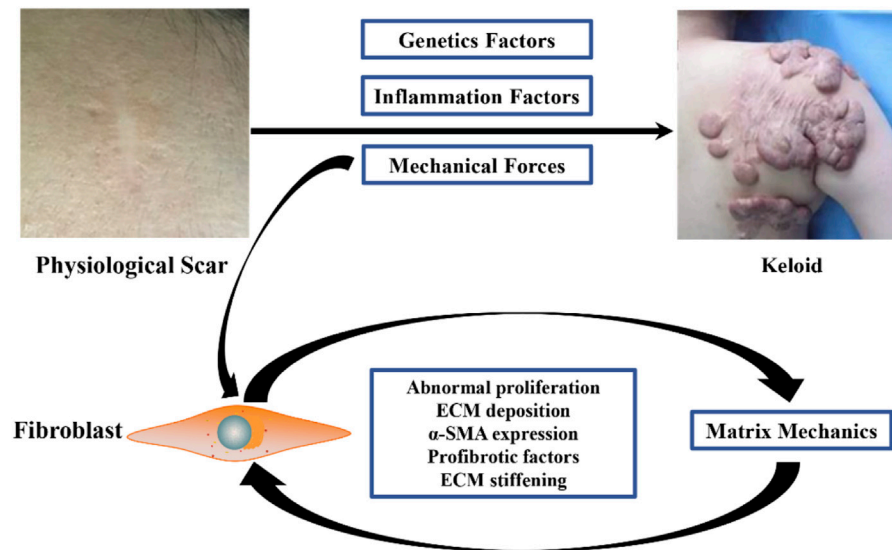 Genetics Factors
Inflammation Factors
Mechanical Forces
Physiological Scar
Keloid
Fibroblast
Abnormal proliferation
ECM deposition
α-SMA expression
Profibrotic factors
ECM stiffening
Matrix Mechanics